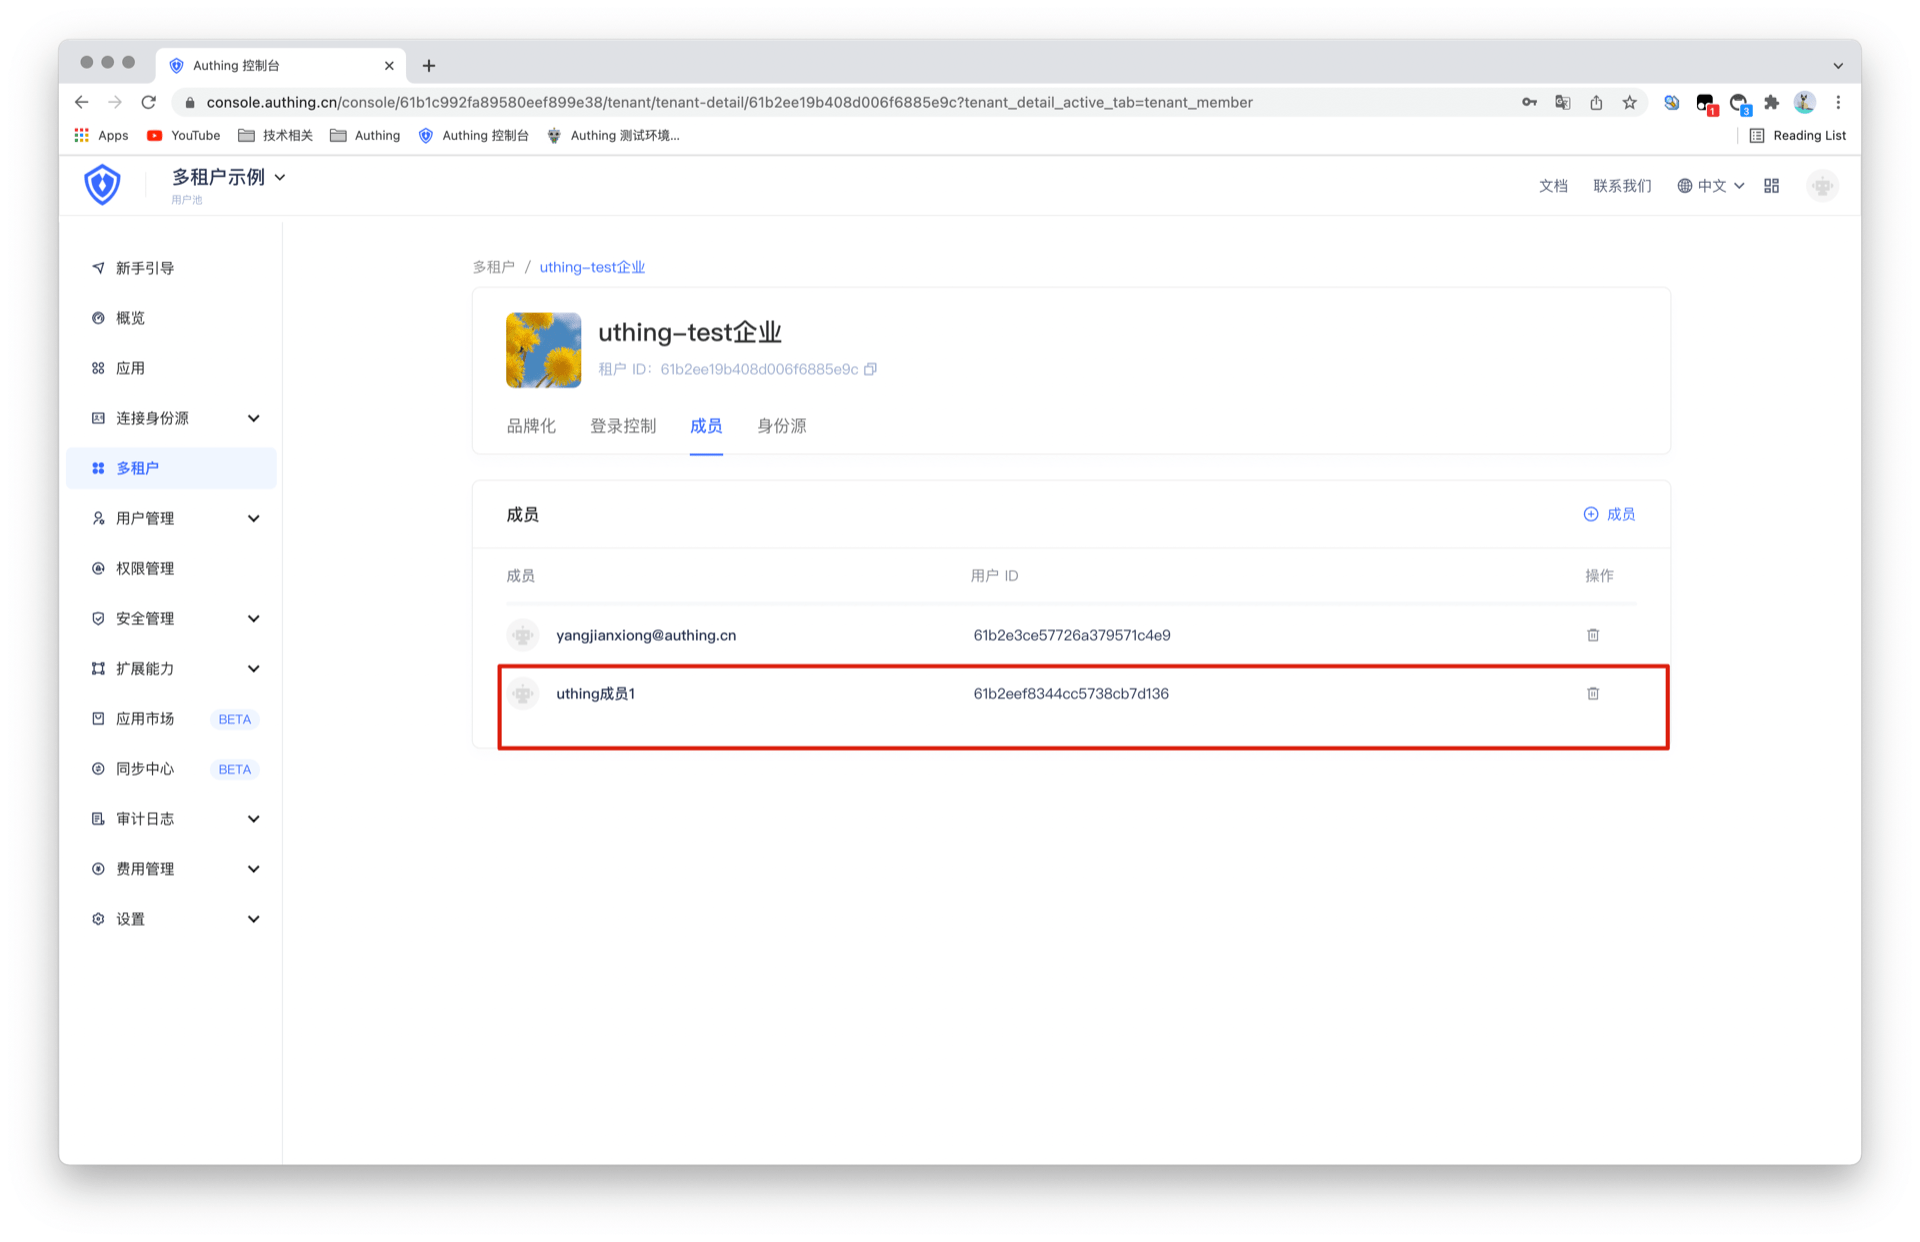 Authing 控制台
console.authing.cn/console/61b1c992fa89580eef899e38/tenant/tenant-detail/61b2ee19b408d006f6885e9c?tenant_detail_active_tab=tenant_member
1
3
Apps YouTube 技术相关 Authing Authing 控制台 Authing 测试环境... Reading List
多租户示例
用户池
文档 联系我们 中文
新手引导
概览
应用
连接身份源
多租户
用户管理
权限管理
安全管理
扩展能力
应用市场 BETA
同步中心 BETA
审计日志
费用管理
设置
多租户 / uthing-test企业
uthing-test企业
租户 ID: 61b2ee19b408d006f6885e9c
品牌化 登录控制 成员 身份源
成员 成员
成员 用户 ID 操作
yangjianxiong@authing.cn 61b2e3ce57726a379571c4e9
uthing成员1 61b2eef8344cc5738cb7d136